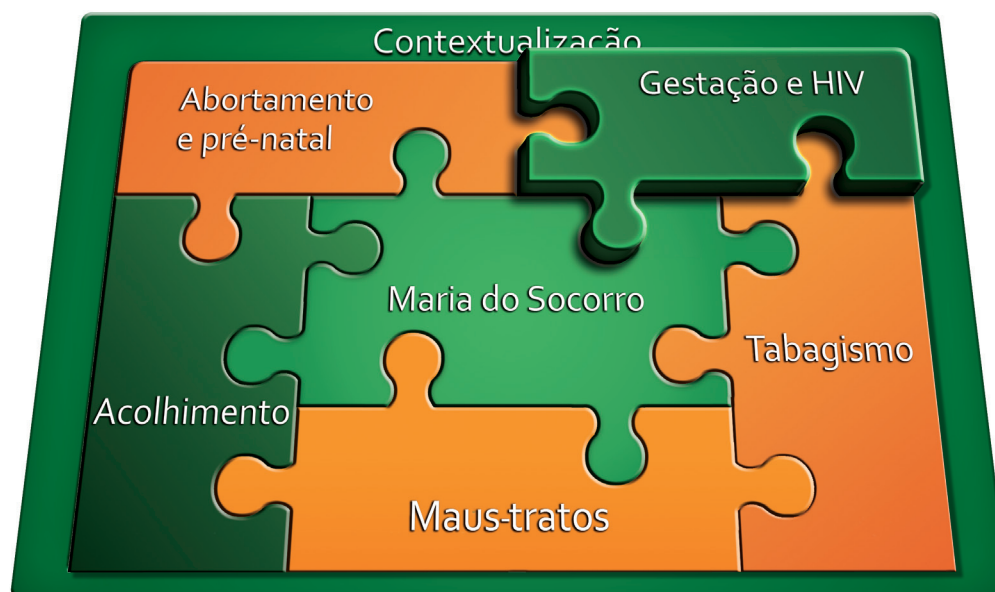 Contextualização
Abortamento
e pré-natal
Gestação e HIV
Maria do Socorro
Tabagismo
Acolhimento
Maus-tratos